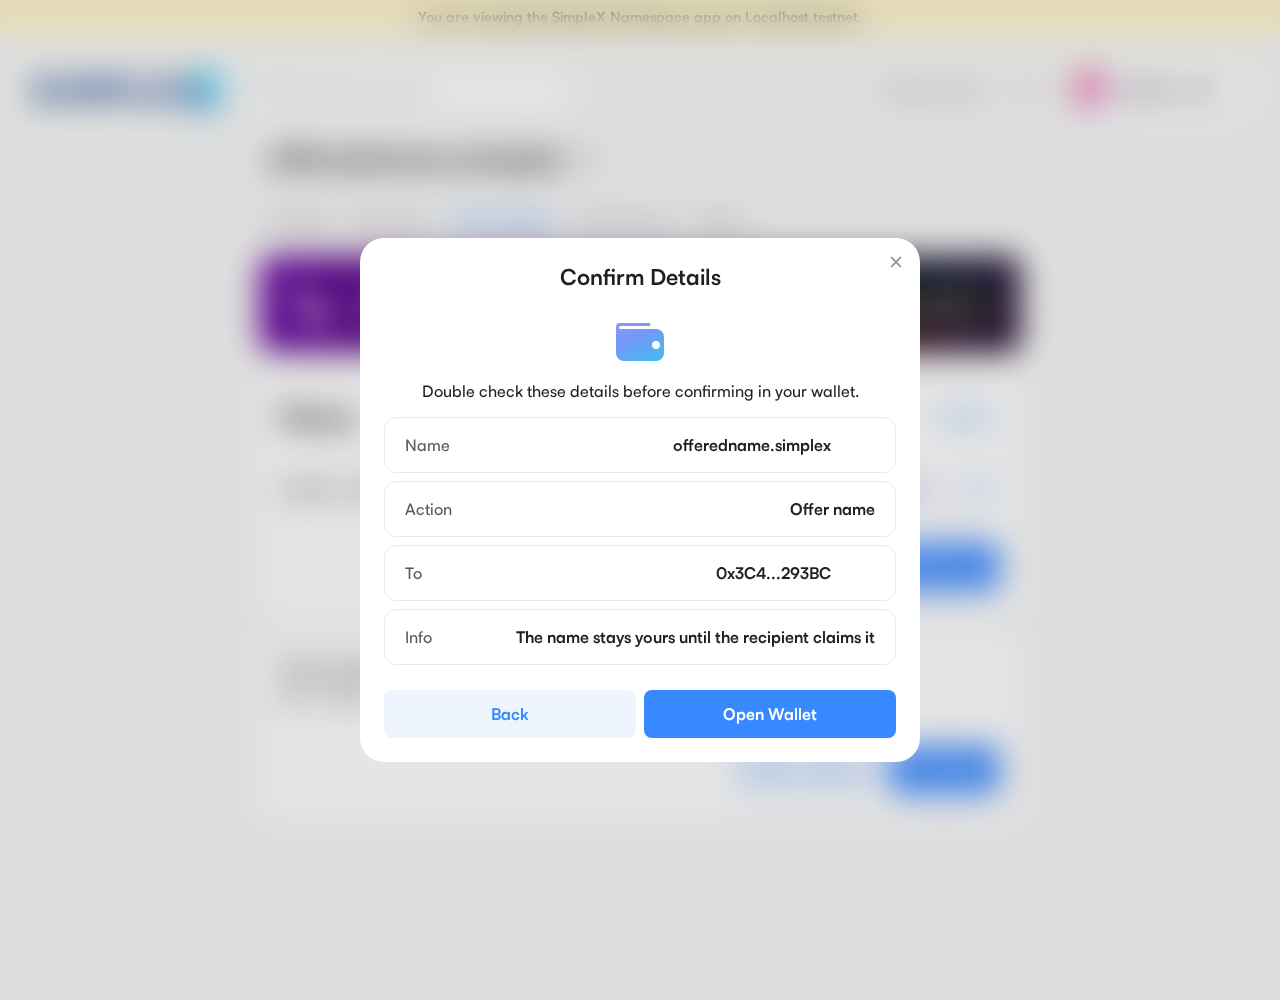 You are viewing the SimpleX Namespace app on Localhost testnet.
Confirm Details
Double check these details before confirming in your wallet.
Name offeredname.simplex
Action Offer name
To 0x3C4...293BC
Info The name stays yours until the recipient claims it
Back Open Wallet